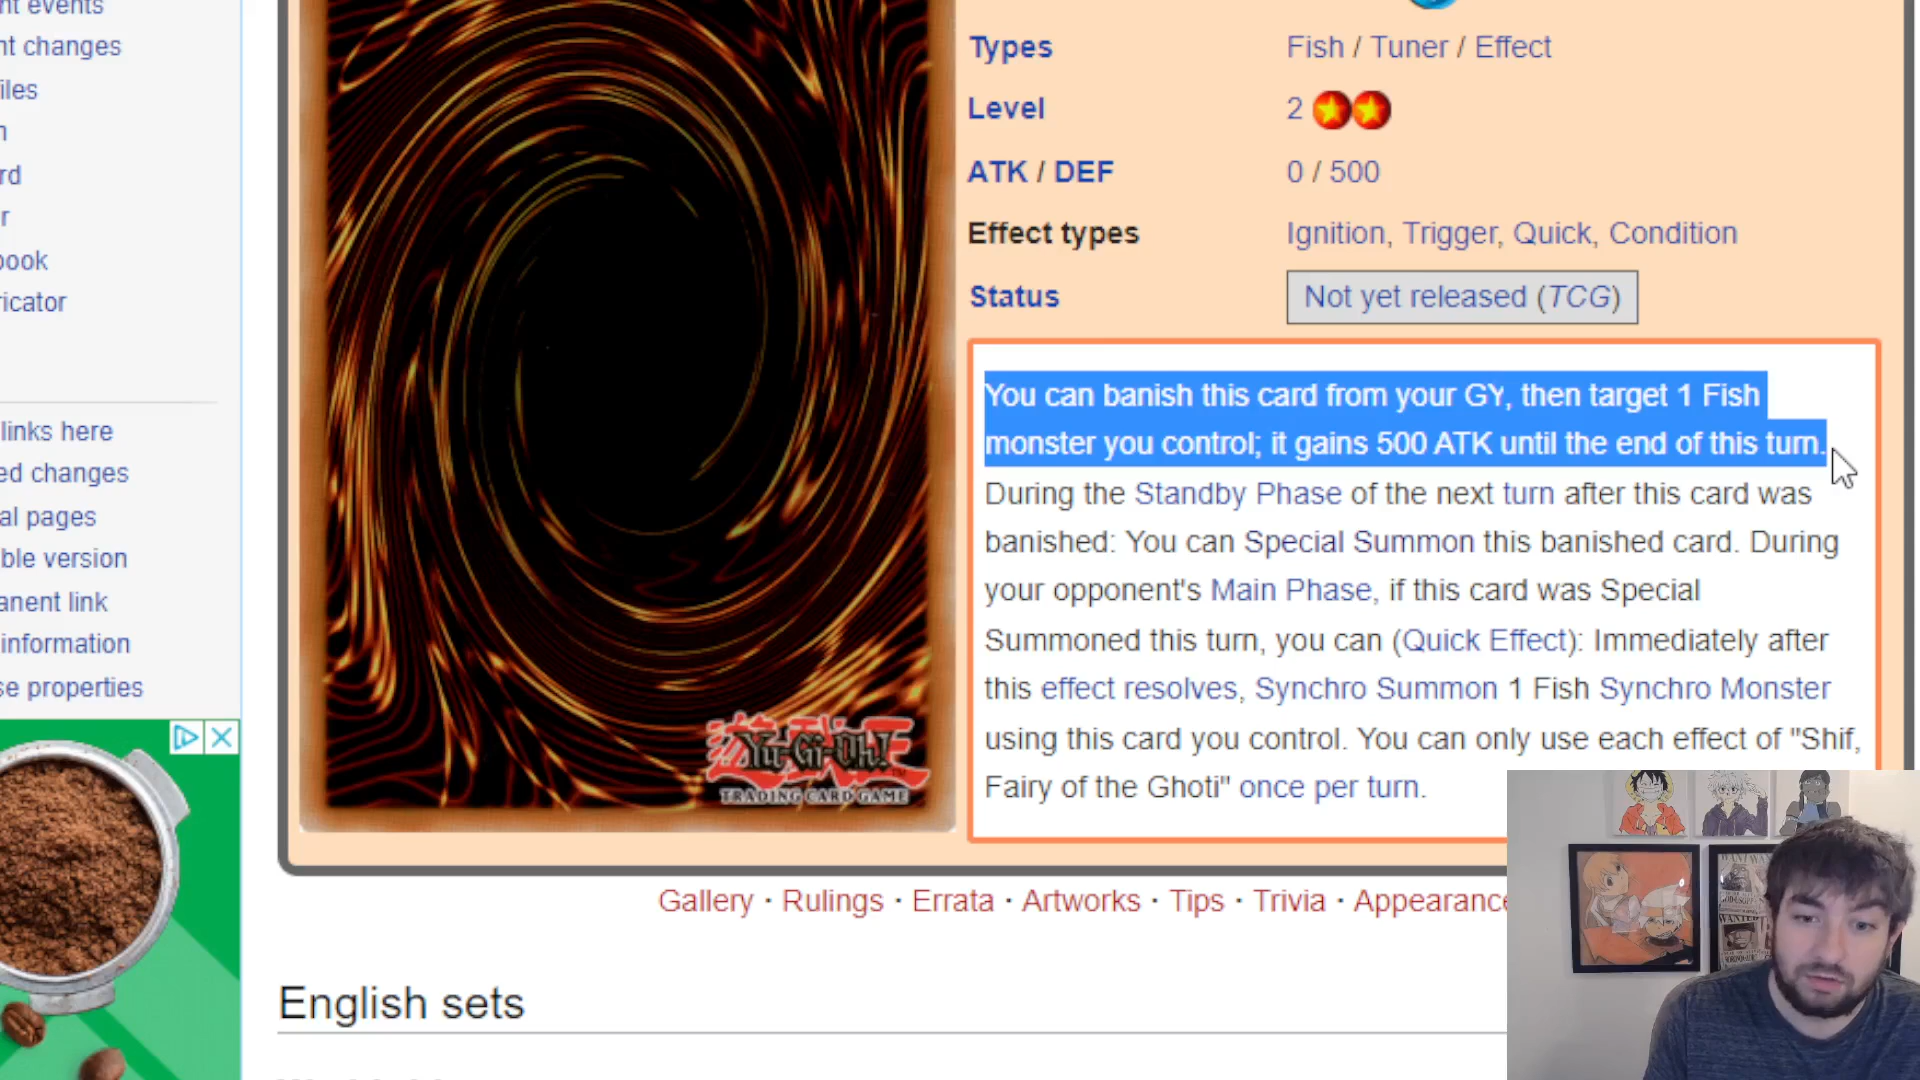 nt events
nt changes
files
n
rd
r
book
ricator
links here
ed changes
al pages
ble version
anent link
information
se properties
遊戯王
Yu-Gi-Oh!
TRADING CARD GAME
Types Fish / Tuner / Effect
Level 2
ATK / DEF 0 / 500
Effect types Ignition, Trigger, Quick, Condition
Status Not yet released (TCG)
You can banish this card from your GY, then target 1 Fish
monster you control; it gains 500 ATK until the end of this turn.
During the Standby Phase of the next turn after this card was
banished: You can Special Summon this banished card. During
your opponent's Main Phase, if this card was Special
Summoned this turn, you can (Quick Effect): Immediately after
this effect resolves, Synchro Summon 1 Fish Synchro Monster
using this card you control. You can only use each effect of "Shif,
Fairy of the Ghoti" once per turn.
Gallery · Rulings · Errata · Artworks · Tips · Trivia · Appearance
English sets
WANTED